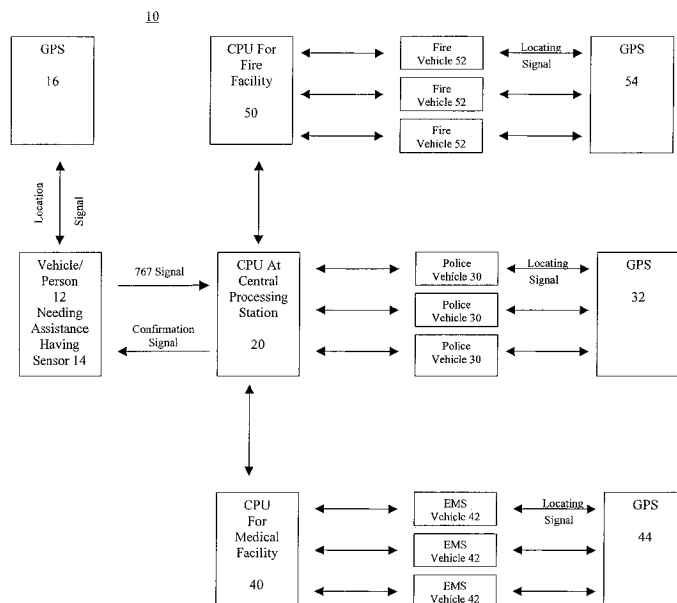 10
GPS
16
CPU For
Fire
Facility
50
Fire
Vehicle 52
Fire
Vehicle 52
Fire
Vehicle 52
Locating
Signal
GPS
54
Location
Signal
Vehicle/
Person
12
Needing
Assistance
Having
Sensor 14
767 Signal
Confirmation
Signal
CPU At
Central
Processing
Station
20
Police
Vehicle 30
Police
Vehicle 30
Police
Vehicle 30
Locating
Signal
GPS
32
CPU
For
Medical
Facility
40
EMS
Vehicle 42
EMS
Vehicle 42
EMS
Vehicle 42
Locating
Signal
GPS
44